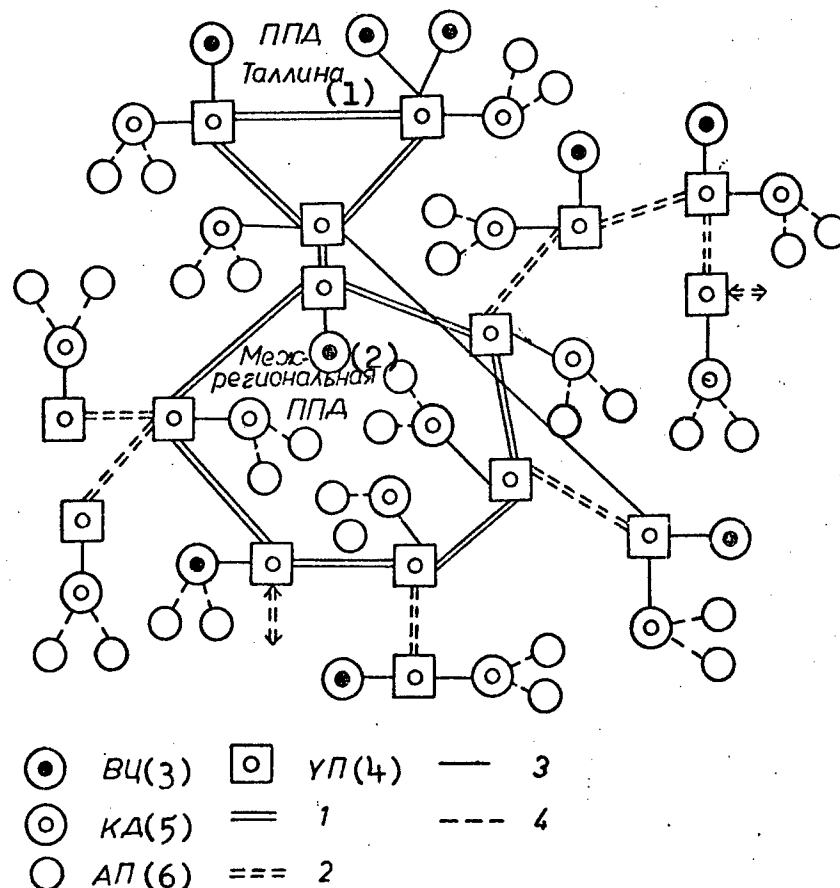 ППД
Таллина
(1)
Меж-
(2)
региональная
ППД
ВЦ(3) УП(4) 3
КД(5) 1 4
АП(6) 2